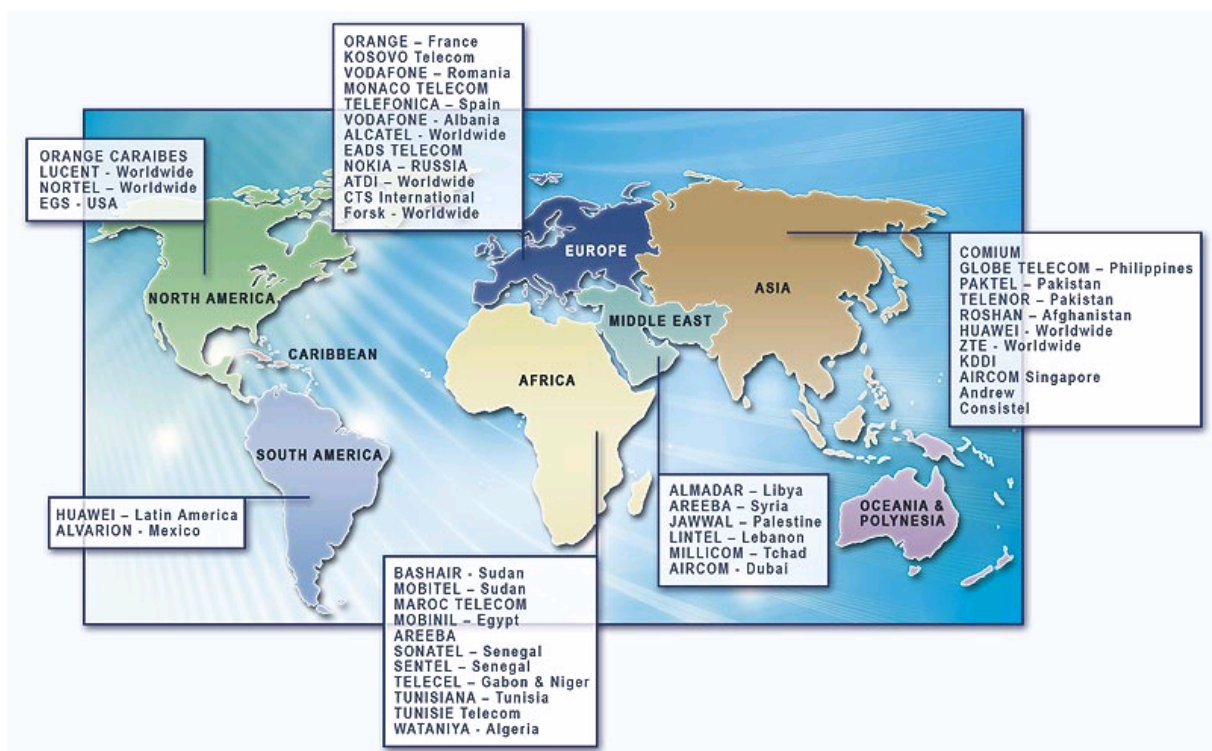 ORANGE – France
KOSOVO Telecom
VODAFONE – Romania
MONACO TELECOM
TELEFONICA – Spain
VODAFONE - Albania
ALCATEL - Worldwide
EADS TELECOM
NOKIA – RUSSIA
ATDI – Worldwide
CTS International
Forsk - Worldwide
ORANGE CARAIBES
LUCENT - Worldwide
NORTEL – Worldwide
EGS - USA
NORTH AMERICA
CARIBBEAN
EUROPE
ASIA
MIDDLE EAST
AFRICA
SOUTH AMERICA
OCEANIA &
POLYNESIA
COMIUM
GLOBE TELECOM – Philippines
PAKTEL – Pakistan
TELENOR – Pakistan
ROSHAN – Afghanistan
HUAWEI - Worldwide
ZTE - Worldwide
KDDI
AIRCOM Singapore
Andrew
Consistel
HUAWEI – Latin America
ALVARION - Mexico
ALMADAR – Libya
AREEBA – Syria
JAWWAL – Palestine
LINTEL – Lebanon
MILLICOM – Tchad
AIRCOM - Dubai
BASHAIR - Sudan
MOBITEL – Sudan
MAROC TELECOM
MOBINIL – Egypt
AREEBA
SONATEL – Senegal
SENTEL – Senegal
TELECEL – Gabon & Niger
TUNISIANA – Tunisia
TUNISIE Telecom
WATANIYA - Algeria